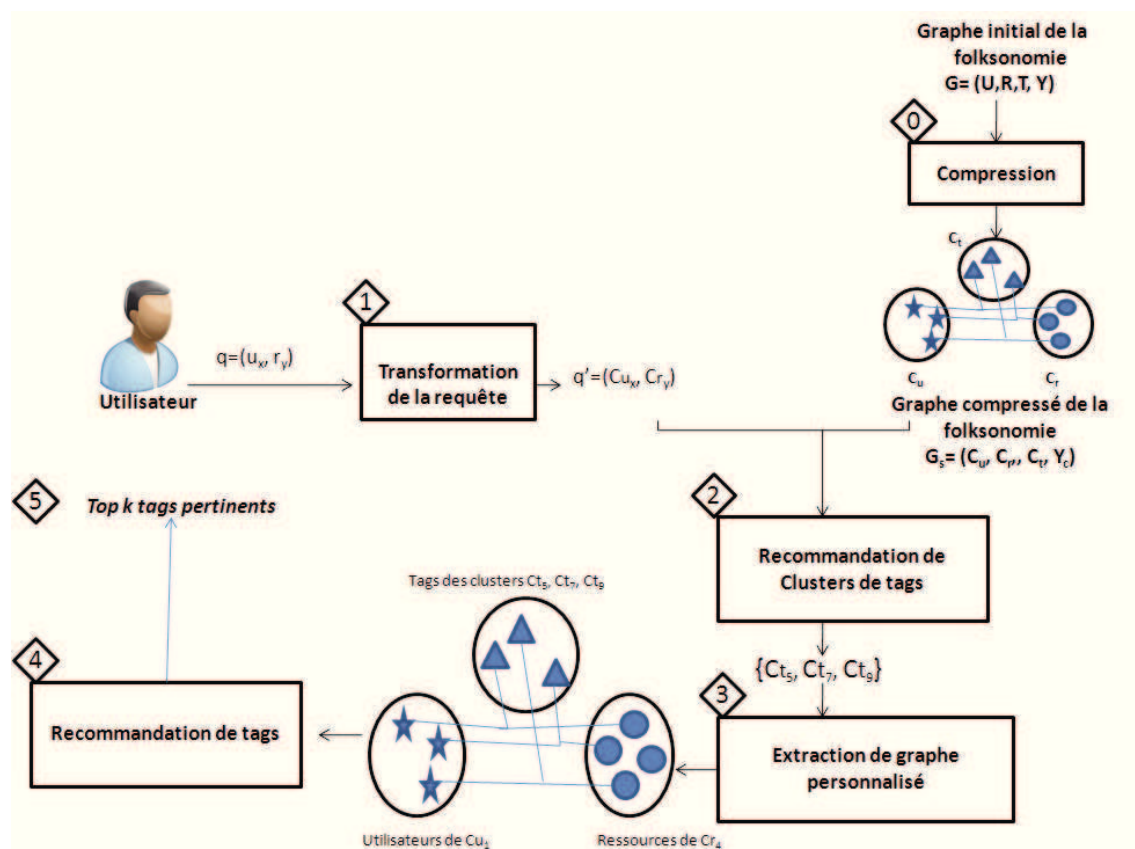 Graphe initial de la
folksonomie
G= (U,R,T, Y)
0
Compression
Ct
Cu
Cr
Graphe compressé de la
folksonomie
Gs= (Cu, Cr,, Ct, Yc)
Utilisateur
q=(ux, ry)
1
Transformation
de la requête
q'=(Cux, Cry)
2
Recommandation de
Clusters de tags
{Ct5, Ct7, Ct9}
3
Extraction de graphe
personnalisé
Tags des clusters Ct5, Ct7, Ct9
Utilisateurs de Cu1
Ressources de Cr4
4
Recommandation de tags
5
Top k tags pertinents